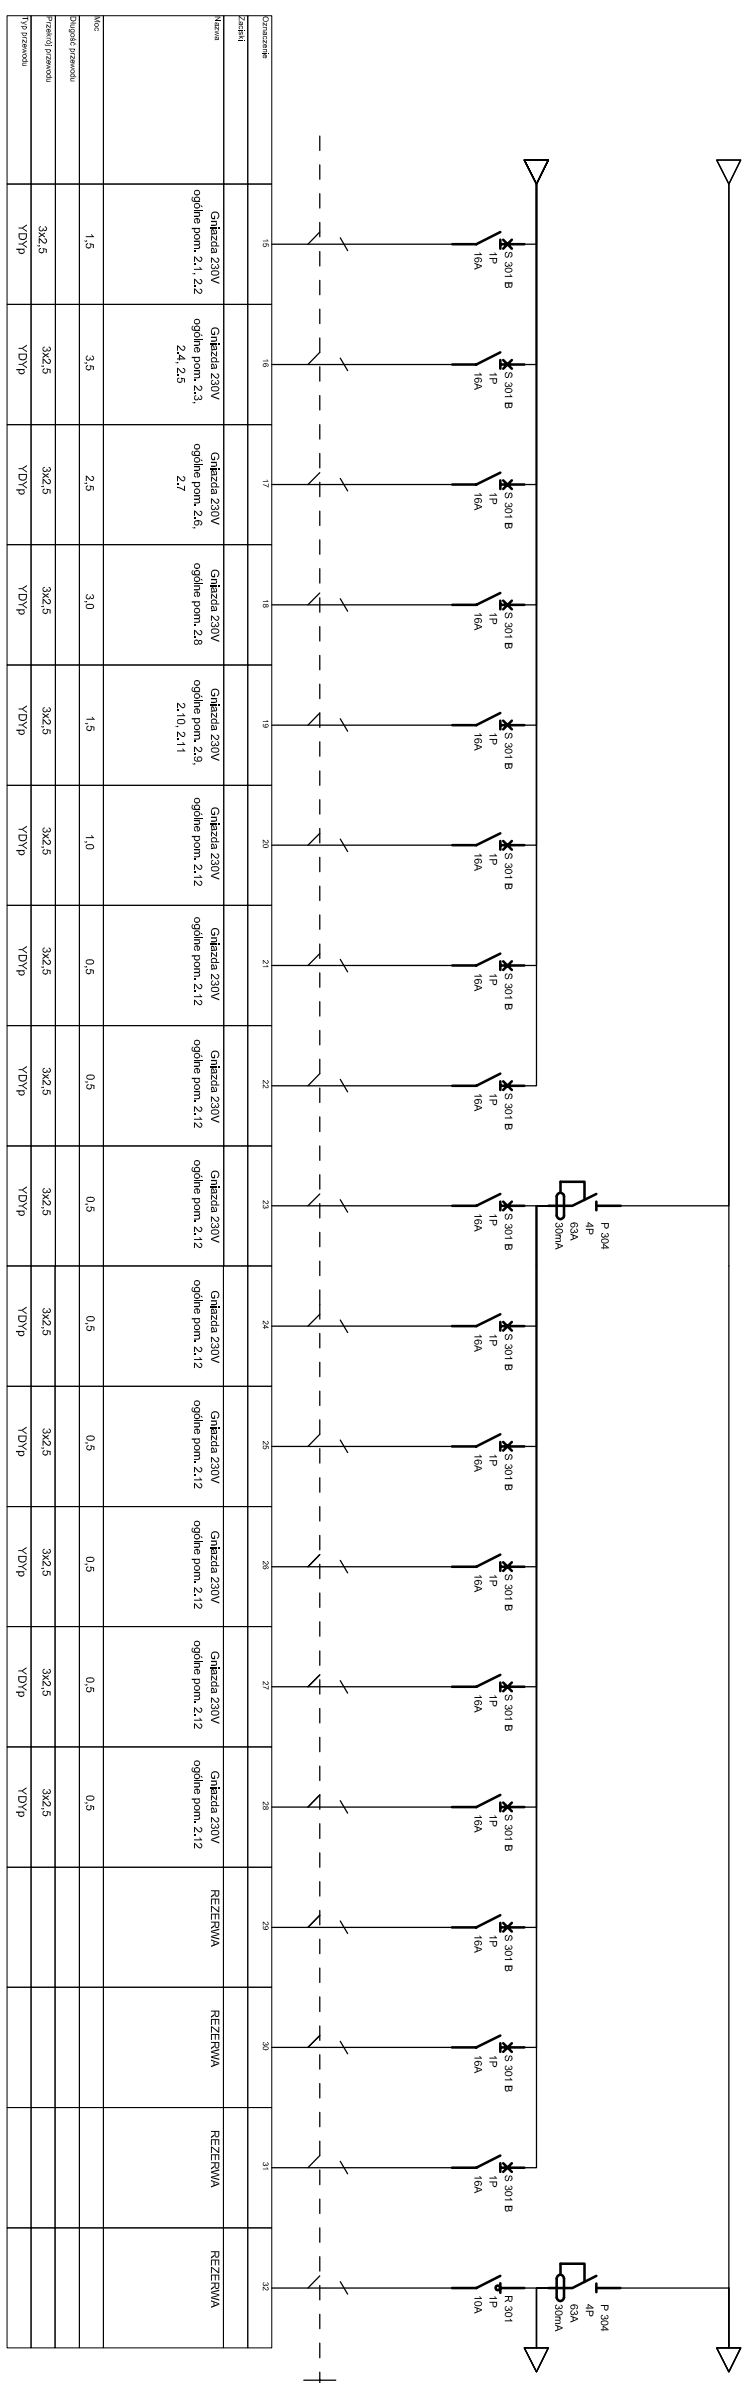 P 304
4P
63A
30mA
P 304
4P
63A
30mA
S 301 B
1P
16A
S 301 B
1P
16A
S 301 B
1P
16A
S 301 B
1P
16A
S 301 B
1P
16A
S 301 B
1P
16A
S 301 B
1P
16A
S 301 B
1P
16A
S 301 B
1P
16A
S 301 B
1P
16A
S 301 B
1P
16A
S 301 B
1P
16A
S 301 B
1P
16A
S 301 B
1P
16A
S 301 B
1P
16A
S 301 B
1P
16A
S 301 B
1P
16A
R 301
1P
10A
Oznaczenie 15 16 17 18 19 20 21 22 23 24 25 26 27 28 29 30 31 32
Zaciski
Nazwa
Gniazda 230V
ogólne pom. 2.1, 2.2
Gniazda 230V
ogólne pom. 2.3,
2.4, 2.5
Gniazda 230V
ogólne pom. 2.6,
2.7
Gniazda 230V
ogólne pom. 2.8
Gniazda 230V
ogólne pom. 2.9,
2.10, 2.11
Gniazda 230V
ogólne pom. 2.12
Gniazda 230V
ogólne pom. 2.12
Gniazda 230V
ogólne pom. 2.12
Gniazda 230V
ogólne pom. 2.12
Gniazda 230V
ogólne pom. 2.12
Gniazda 230V
ogólne pom. 2.12
Gniazda 230V
ogólne pom. 2.12
Gniazda 230V
ogólne pom. 2.12
Gniazda 230V
ogólne pom. 2.12
REZERWA
REZERWA
REZERWA
REZERWA
Moc 1,5 3,5 2,5 3,0 1,5 1,0 0,5 0,5 0,5 0,5 0,5 0,5 0,5 0,5
Długość przewodu
Przekrój przewodu 3x2,5 3x2,5 3x2,5 3x2,5 3x2,5 3x2,5 3x2,5 3x2,5 3x2,5 3x2,5 3x2,5 3x2,5 3x2,5 3x2,5
Typ przewodu YDYp YDYp YDYp YDYp YDYp YDYp YDYp YDYp YDYp YDYp YDYp YDYp YDYp YDYp